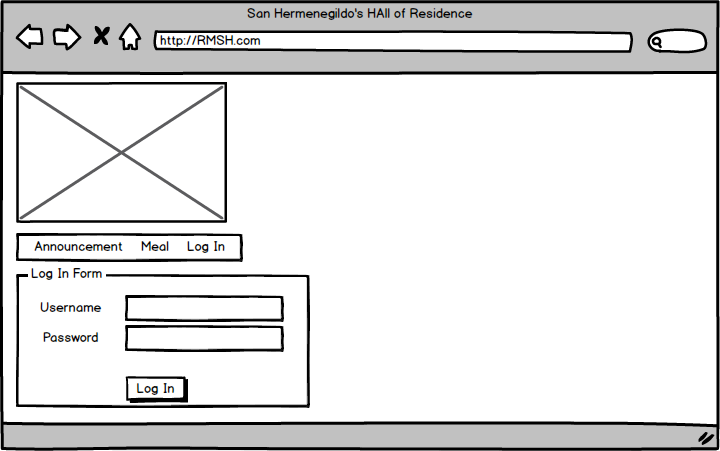 San Hermenegildo's HAll of Residence
http://RMSH.com
Announcement Meal Log In
Log In Form
Username
Password
Log In